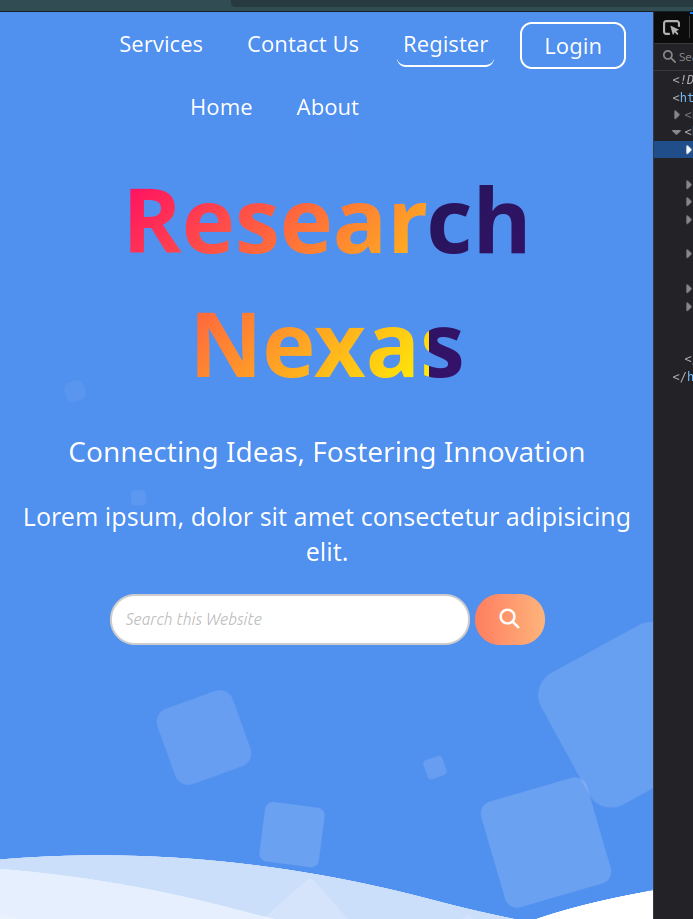 Services Contact Us Register Login
Home About
Research
Nexas
Connecting Ideas, Fostering Innovation
Lorem ipsum, dolor sit amet consectetur adipisicing
elit.
Search this Website